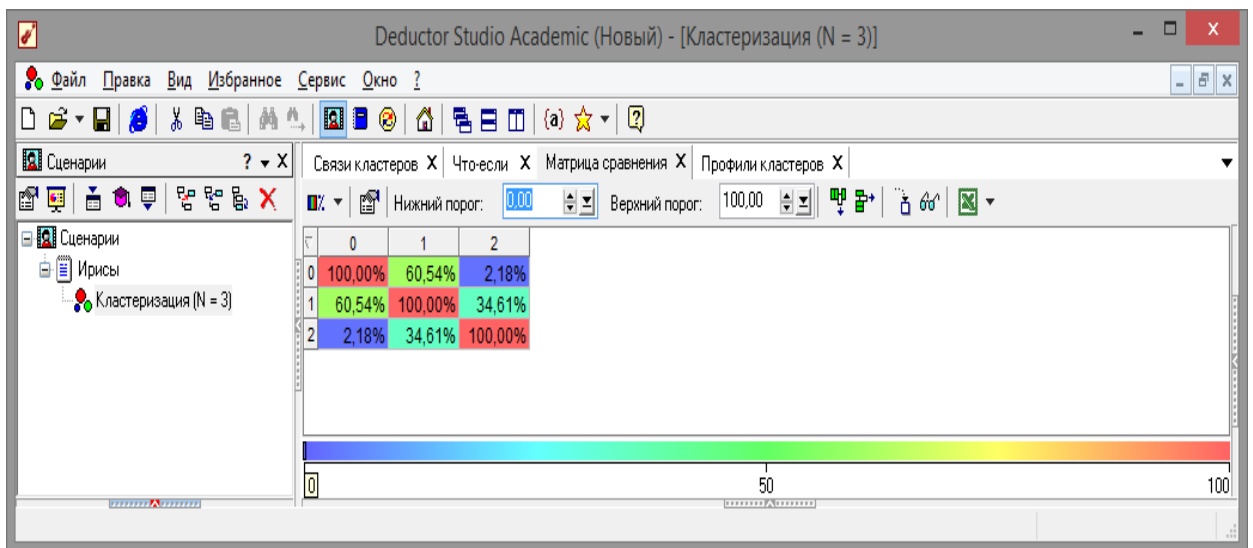 Deductor Studio Academic (Новый) - [Кластеризация (N = 3)]
Файл Правка Вид Избранное Сервис Окно ?
{a}
Сценарии ?
Связи кластеров X Что-если X Матрица сравнения X Профили кластеров X
Нижний порог: 0,00 Верхний порог: 100,00
Сценарии
Ирисы
Кластеризация (N = 3)
0 1 2
0 100,00% 60,54% 2,18%
1 60,54% 100,00% 34,61%
2 2,18% 34,61% 100,00%
0 50 100